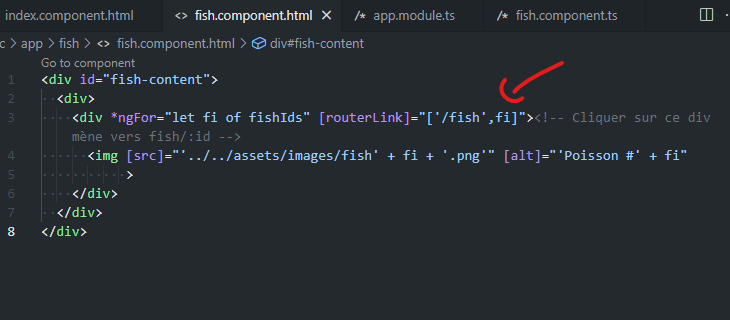 index.component.html
fish.component.html
app.module.ts
fish.component.ts
c > app > fish > fish.component.html > div#fish-content
Go to component
1 <div id="fish-content">
2 <div>
3 <div *ngFor="let fi of fishIds" [routerLink]="['/fish',fi]"><!-- Cliquer sur ce div
mène vers fish/:id -->
4 <img [src]="'../../assets/images/fish' + fi + '.png'" [alt]="'Poisson #' + fi"
5 >
6 </div>
7 </div>
8 </div>